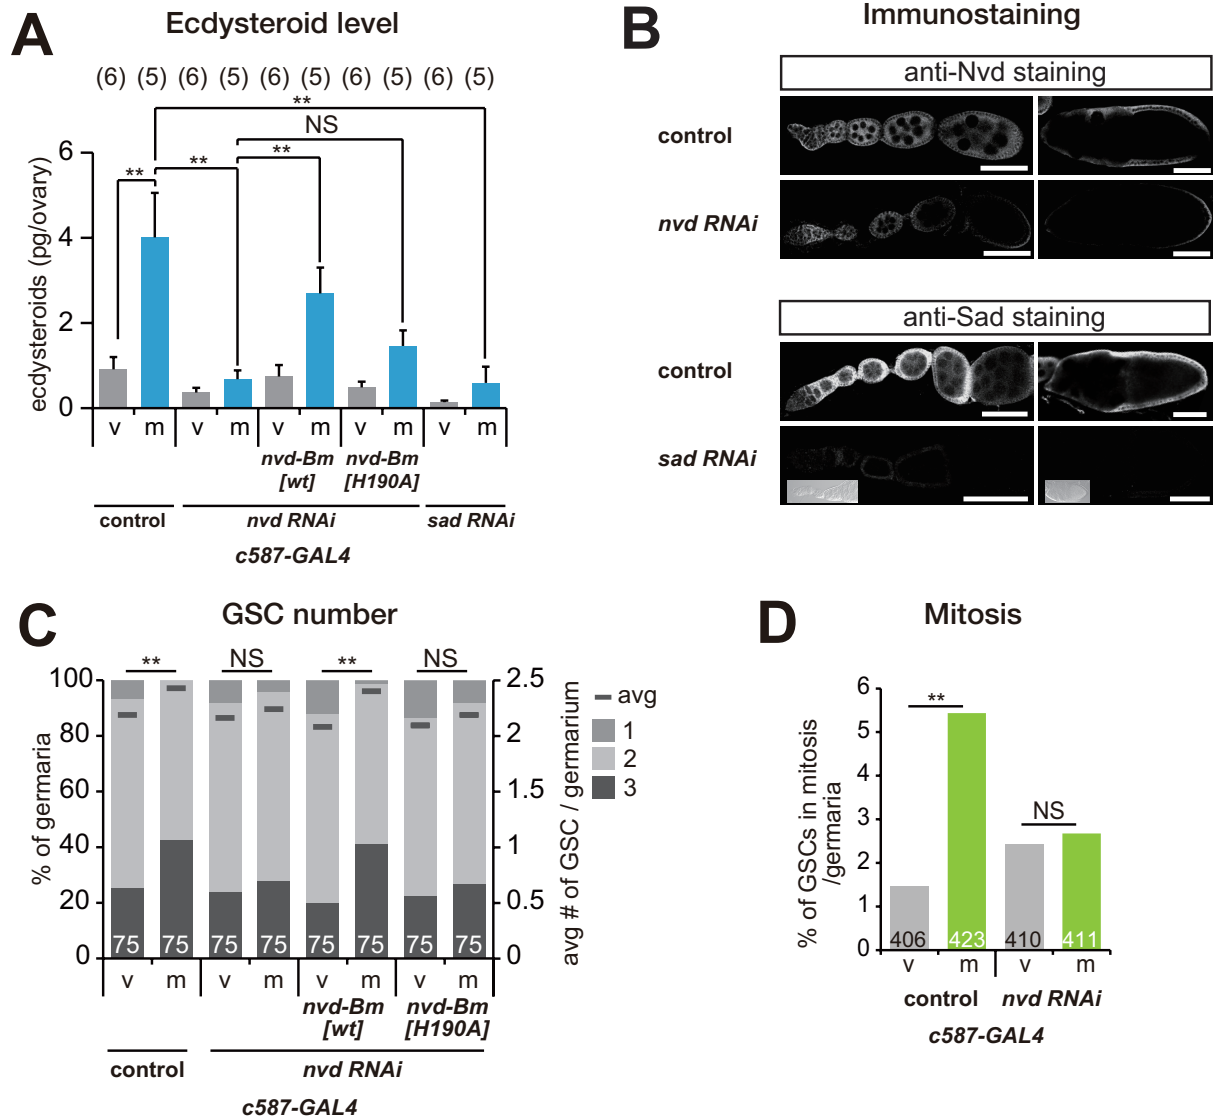 A
Ecdysteroid level
(6) (5) (6) (5) (6) (5) (6) (5) (6) (5)
**
NS
** ** **
ecdysteroids (pg/ovary)
6
4
2
0
v m v m v m v m v m
nvd-Bm [wt]
nvd-Bm [H190A]
control nvd RNAi sad RNAi
c587-GAL4
B
Immunostaining
anti-Nvd staining
control
nvd RNAi
anti-Sad staining
control
sad RNAi
C
GSC number
** NS ** NS
% of germaria
100
80
60
40
20
0
2.5
2
1.5
1
0.5
0
avg # of GSC / germarium
avg
1
2
3
75 75 75 75 75 75 75 75
v m v m v m v m
nvd-Bm [wt]
nvd-Bm [H190A]
control nvd RNAi
c587-GAL4
D
Mitosis
% of GSCs in mitosis
/germaria
6
5
4
3
2
1
0
**
NS
406 423 410 411
v m v m
control nvd RNAi
c587-GAL4